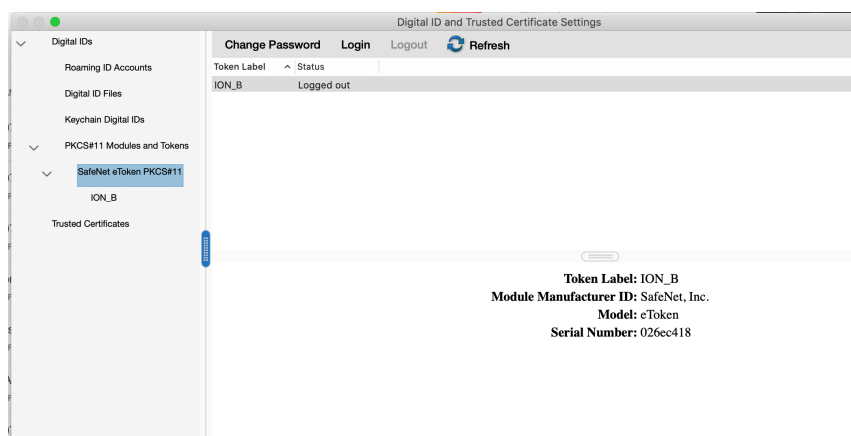 Digital ID and Trusted Certificate Settings
Digital IDs
Roaming ID Accounts
Digital ID Files
Keychain Digital IDs
PKCS#11 Modules and Tokens
SafeNet eToken PKCS#11
ION_B
Trusted Certificates
Change Password Login Logout Refresh
Token Label Status
ION_B Logged out
Token Label: ION_B
Module Manufacturer ID: SafeNet, Inc.
Model: eToken
Serial Number: 026ec418